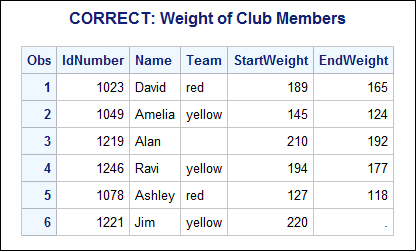 CORRECT: Weight of Club Members
Obs IdNumber Name Team StartWeight EndWeight
1 1023 David red 189 165
2 1049 Amelia yellow 145 124
3 1219 Alan 210 192
4 1246 Ravi yellow 194 177
5 1078 Ashley red 127 118
6 1221 Jim yellow 220 .